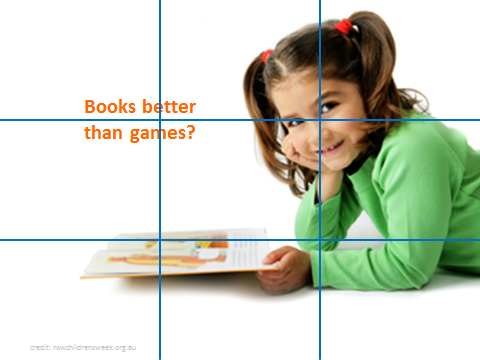 Books better
than games?
credit: nswchildrensweek.org.au